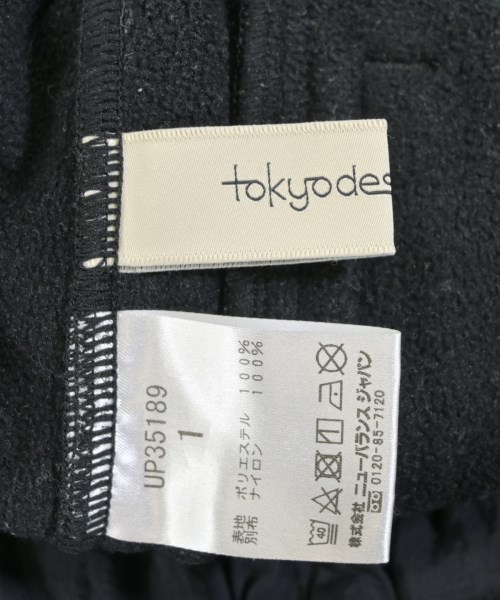 tokyodes
UP35189
1
表地 ポリエステル 100%
別布 ナイロン 100%
40
株式会社 ニューバランス ジャパン
0120-85-7120